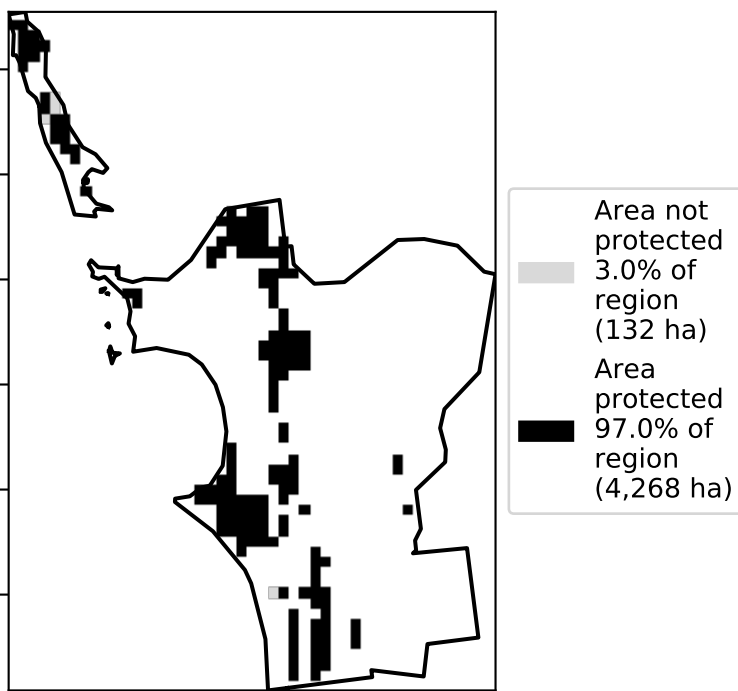 Area not
protected
3.0% of
region
(132 ha)
Area
protected
97.0% of
region
(4,268 ha)